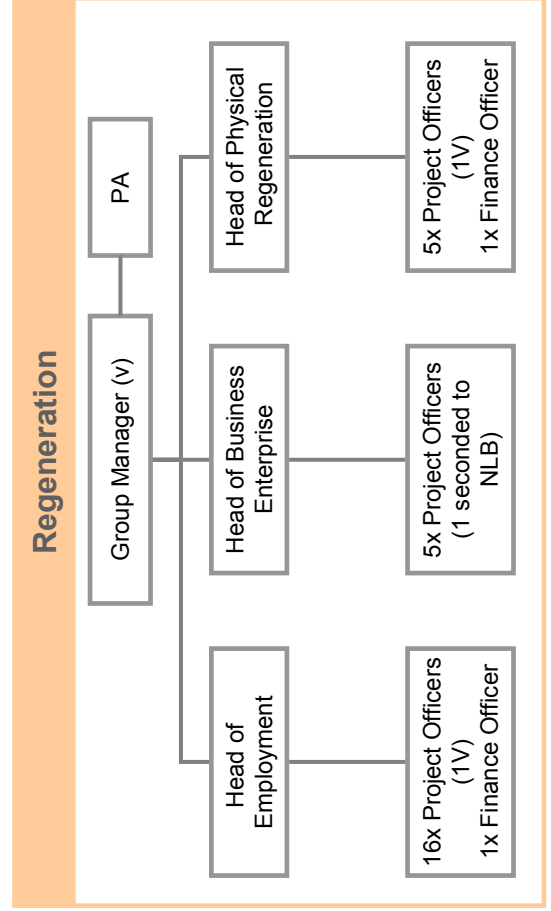 Regeneration
Group Manager (v)
PA
Head of
Employment
Head of Business
Enterprise
Head of Physical
Regeneration
16x Project Officers
(1V)
1x Finance Officer
5x Project Officers
(1 seconded to
NLB)
5x Project Officers
(1V)
1x Finance Officer